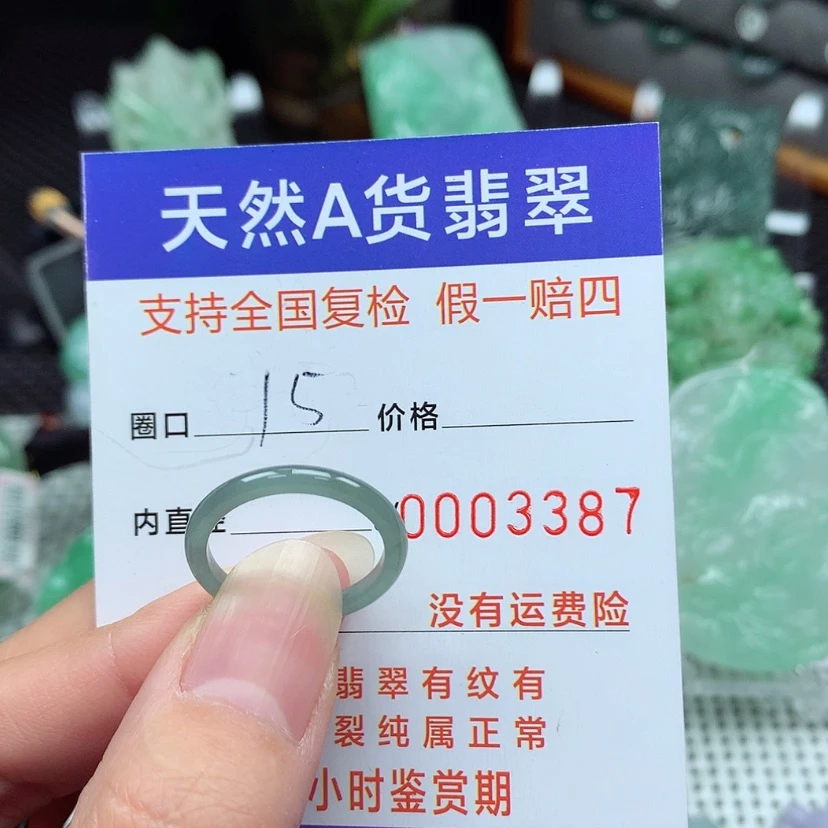 天然A货翡翠
支持全国复检 假一赔四
圈口 15 价格
内直 0003387
没有运费险
翡翠有纹有
裂纯属正常
小时鉴赏期